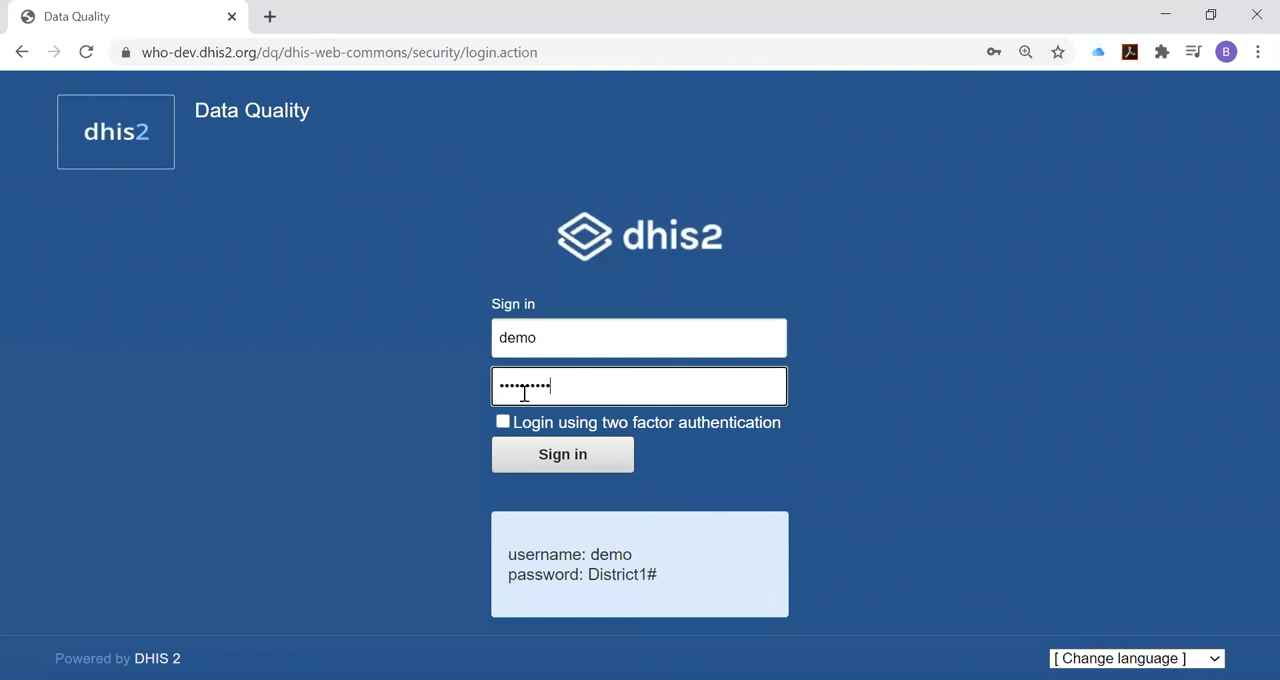 Data Quality
who-dev.dhis2.org/dq/dhis-web-commons/security/login.action
B
dhis2
Data Quality
dhis2
Sign in
demo
••••••••••
Login using two factor authentication
Sign in
username: demo
password: District1#
Powered by DHIS 2
[ Change language ]